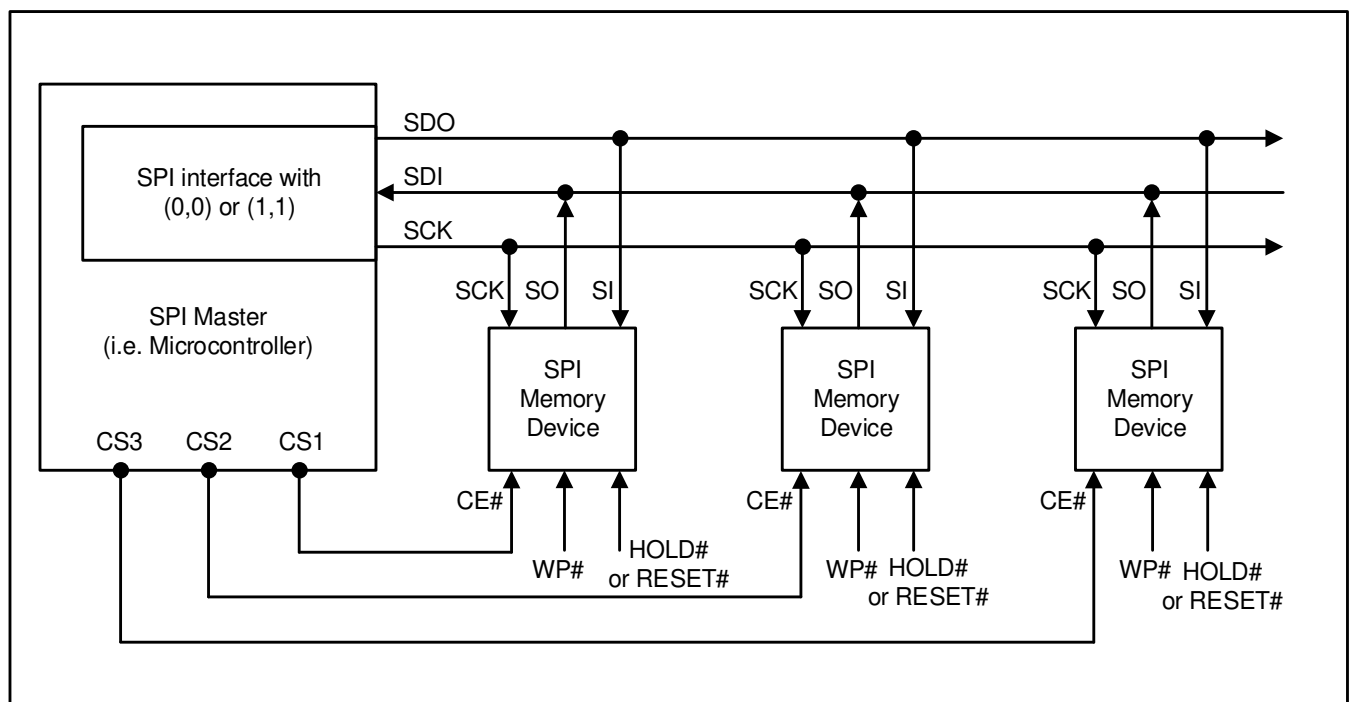 SDO
SPI interface with
(0,0) or (1,1)
SDI
SCK
SPI Master
(i.e. Microcontroller)
SCK SO SI
SCK SO SI
SCK SO SI
SPI
Memory
Device
SPI
Memory
Device
SPI
Memory
Device
CS3 CS2 CS1
CE#
WP#
HOLD#
or RESET#
CE#
WP#
HOLD#
or RESET#
CE#
WP#
HOLD#
or RESET#